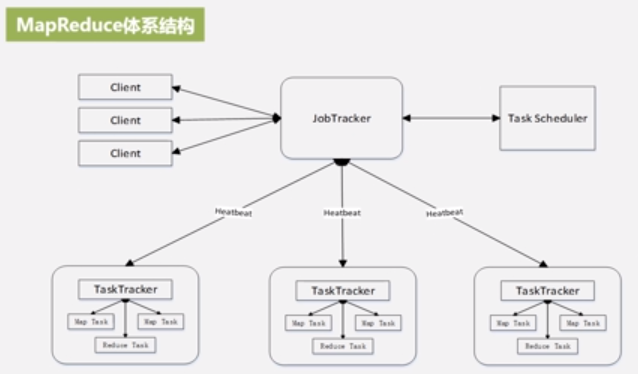 MapReduce体系结构
Client
Client
Client
JobTracker
Task Scheduler
Heatbeat
Heatbeat
Heatbeat
TaskTracker
Map Task
Map Task
Reduce Task
TaskTracker
Map Task
Map Task
Reduce Task
TaskTracker
Map Task
Map Task
Reduce Task